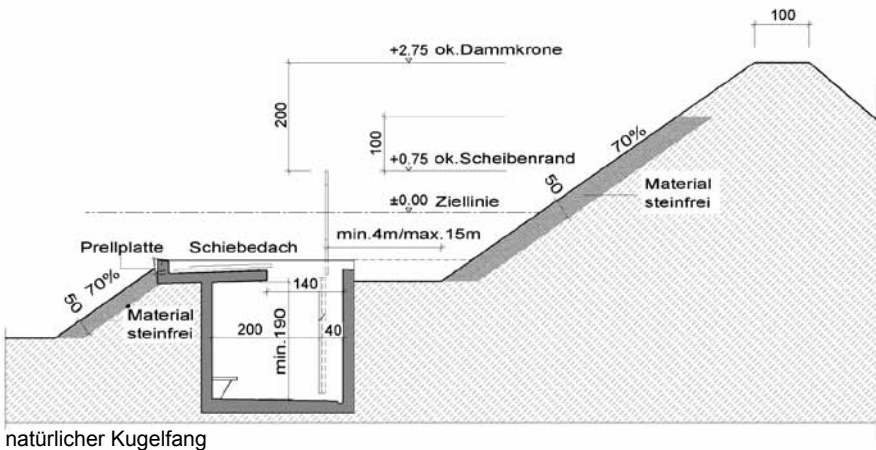 100
+2.75 ok.Dammkrone
200
100
70%
+0.75 ok.Scheibenrand
50
Material
steinfrei
±0.00 Ziellinie
min.4m/max.15m
Prellplatte
Schiebedach
70%
50
140
Material
steinfrei
200
min.190
40
natürlicher Kugelfang